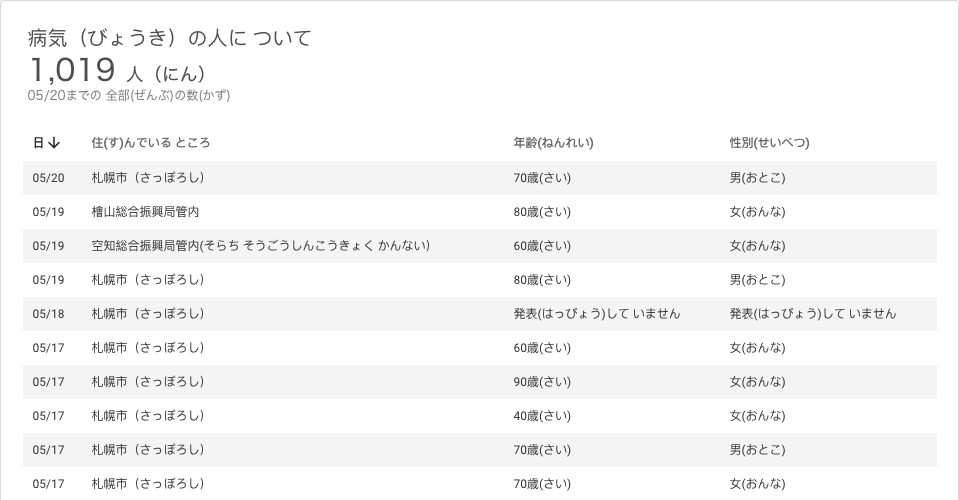 病気（びょうき）の人に ついて
1,019 人（にん）
05/20までの 全部(ぜんぶ)の数(かず)
日↓ 住(す)んでいる ところ 年齢(ねんれい) 性別(せいべつ)
05/20 札幌市（さっぽろし） 70歳(さい) 男(おとこ)
05/19 檜山総合振興局管内 80歳(さい) 女(おんな)
05/19 空知総合振興局管内(そらち そうごうしんこうきょく かんない） 60歳(さい) 女(おんな)
05/19 札幌市（さっぽろし） 80歳(さい) 男(おとこ)
05/18 札幌市（さっぽろし） 発表(はっぴょう)して いません 発表(はっぴょう)して いません
05/17 札幌市（さっぽろし） 60歳(さい) 女(おんな)
05/17 札幌市（さっぽろし） 90歳(さい) 女(おんな)
05/17 札幌市（さっぽろし） 40歳(さい) 女(おんな)
05/17 札幌市（さっぽろし） 70歳(さい) 男(おとこ)
05/17 札幌市（さっぽろし） 70歳(さい) 女(おんな)